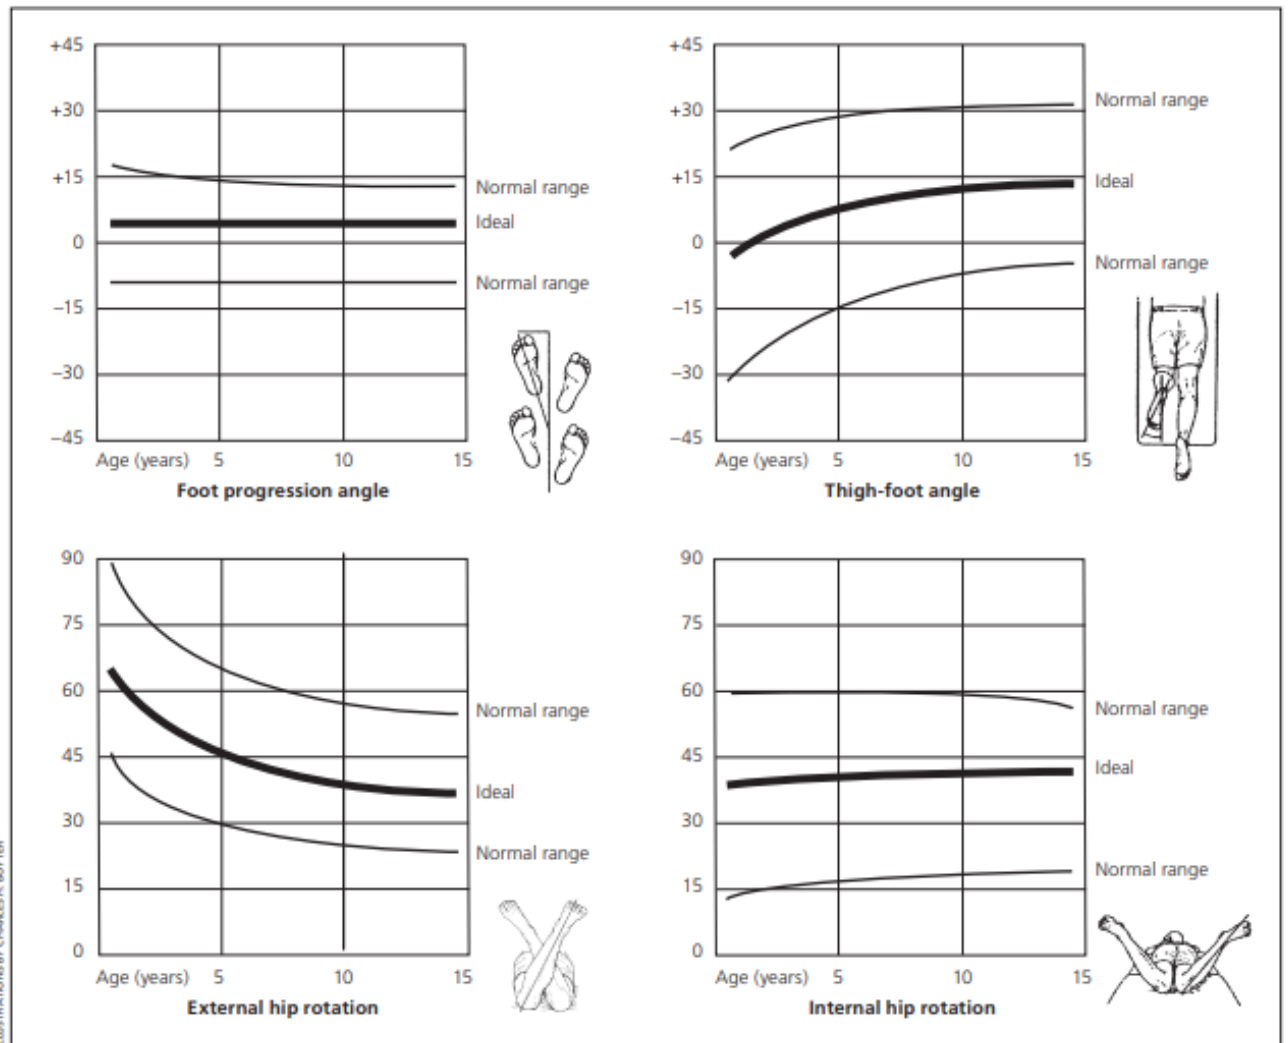 +45
+30
+15
0
−15
−30
−45
Normal range
Ideal
Normal range
Age (years) 5 10 15
Foot progression angle
+45
+30
+15
0
−15
−30
−45
Normal range
Ideal
Normal range
Age (years) 5 10 15
Thigh-foot angle
90
75
60
45
30
15
0
Normal range
Ideal
Normal range
Age (years) 5 10 15
External hip rotation
90
75
60
45
30
15
0
Normal range
Ideal
Normal range
Age (years) 5 10 15
Internal hip rotation